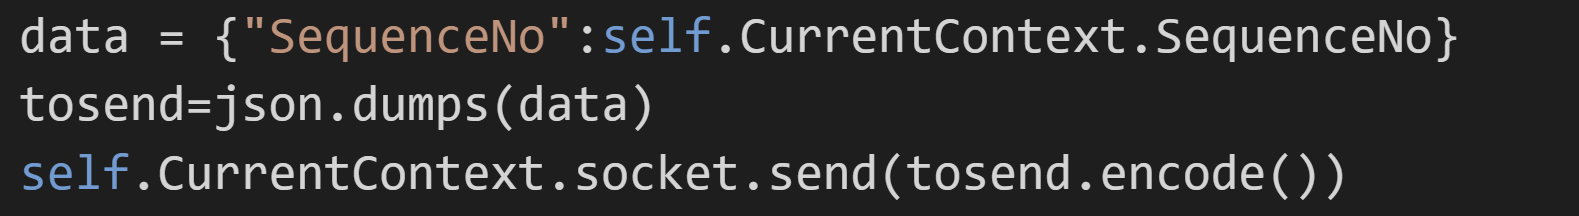 data = {"SequenceNo":self.CurrentContext.SequenceNo}
tosend=json.dumps(data)
self.CurrentContext.socket.send(tosend.encode())